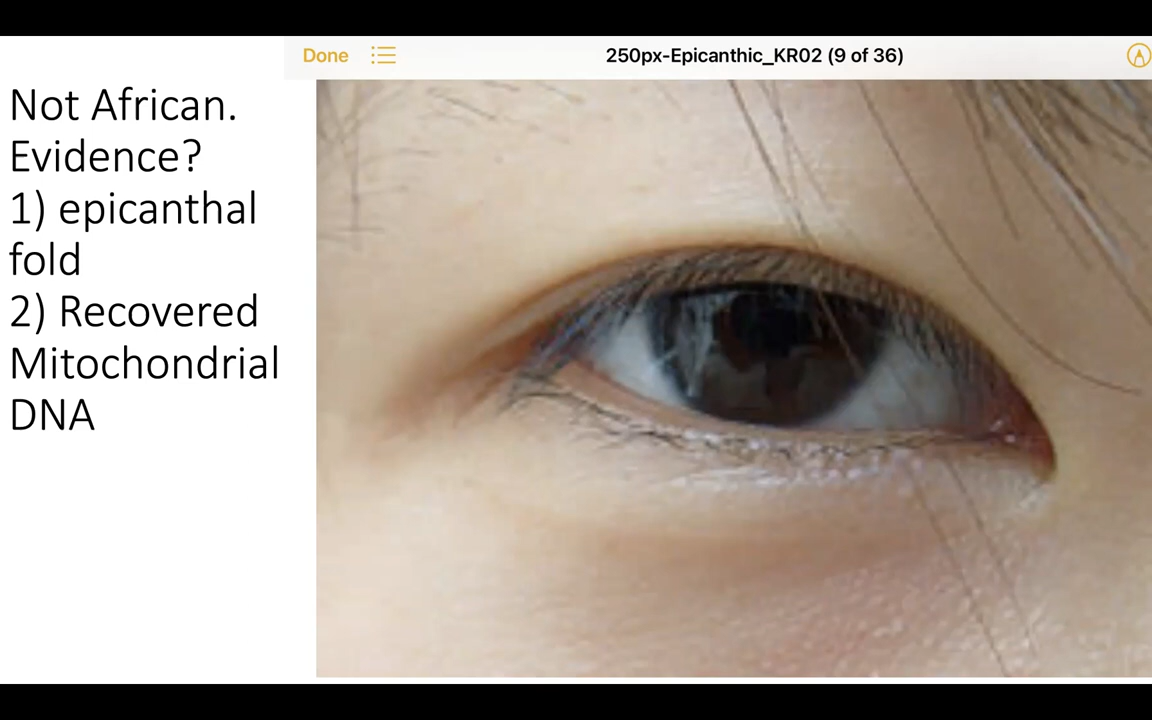 Done
250px-Epicanthic_KR02 (9 of 36)
Not African.
Evidence?
1) epicanthal
fold
2) Recovered
Mitochondrial
DNA